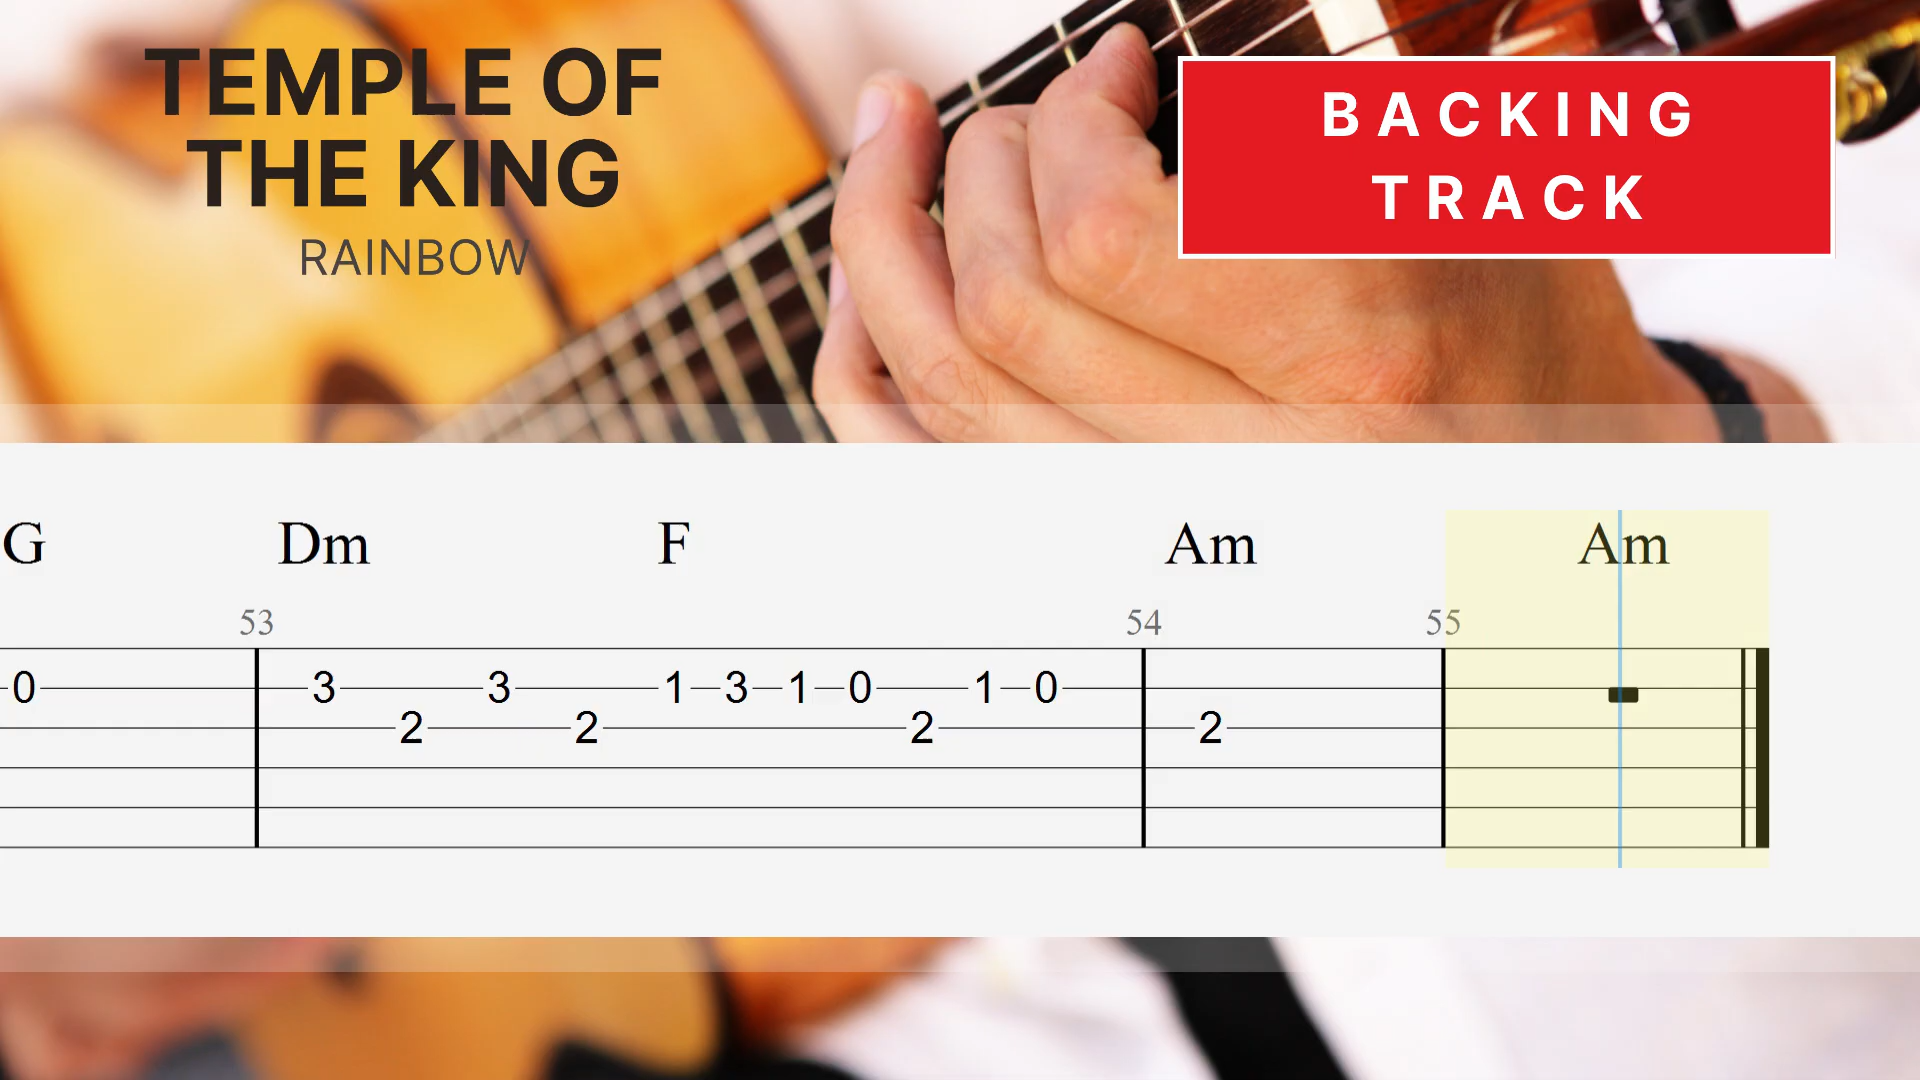 TEMPLE OF
THE KING
RAINBOW
BACKING
TRACK
G Dm F Am Am
53 54 55
0 3 3 1 3 1 0 1 0
2 2 2 2